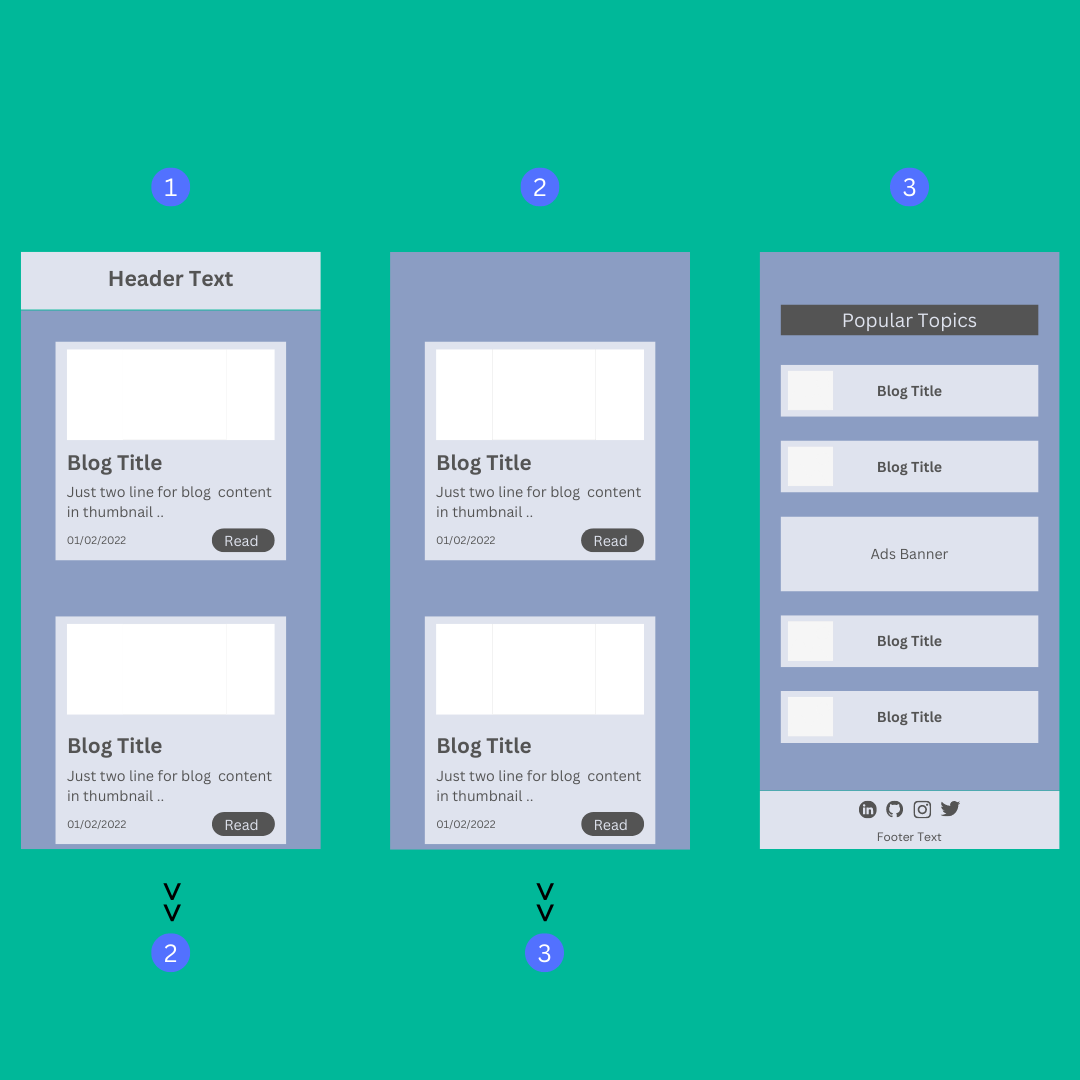 1
Header Text
Blog Title
Just two line for blog  content
in thumbnail ..
01/02/2022
Read
Blog Title
Just two line for blog  content
in thumbnail ..
01/02/2022
Read
>>
2
2
Blog Title
Just two line for blog  content
in thumbnail ..
01/02/2022
Read
Blog Title
Just two line for blog  content
in thumbnail ..
01/02/2022
Read
>>
3
3
Popular Topics
Blog Title
Blog Title
Ads Banner
Blog Title
Blog Title
in
Footer Text